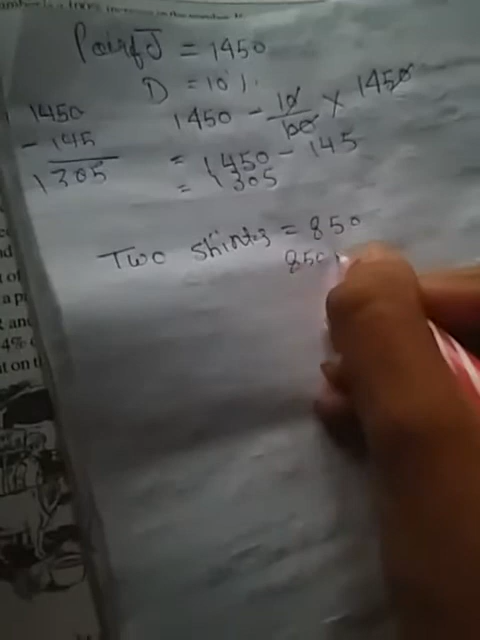 Pair of J = 1450
D = 10%
1450 - 10/100 × 1450
1450
- 145
1305
= 1450 - 145
= 1305
Two shirts = 850
850